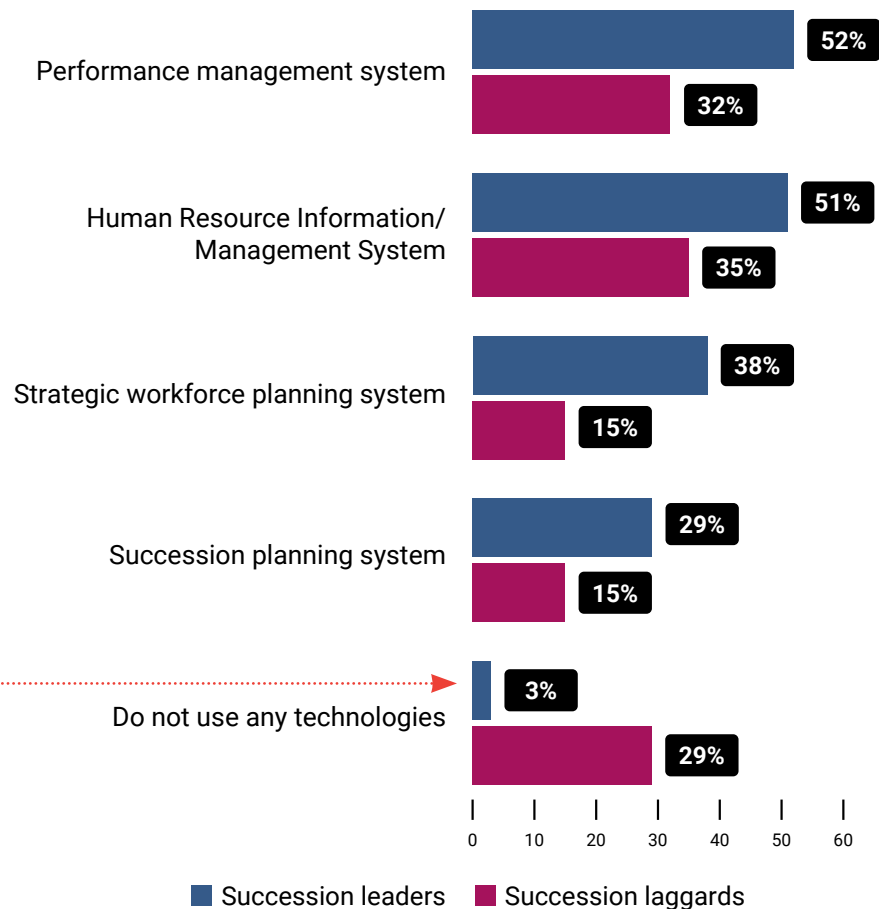 Performance management system
52%
32%
Human Resource Information/
Management System
51%
35%
Strategic workforce planning system
38%
15%
Succession planning system
29%
15%
Do not use any technologies
3%
29%
0 10 20 30 40 50 60
Succession leaders Succession laggards